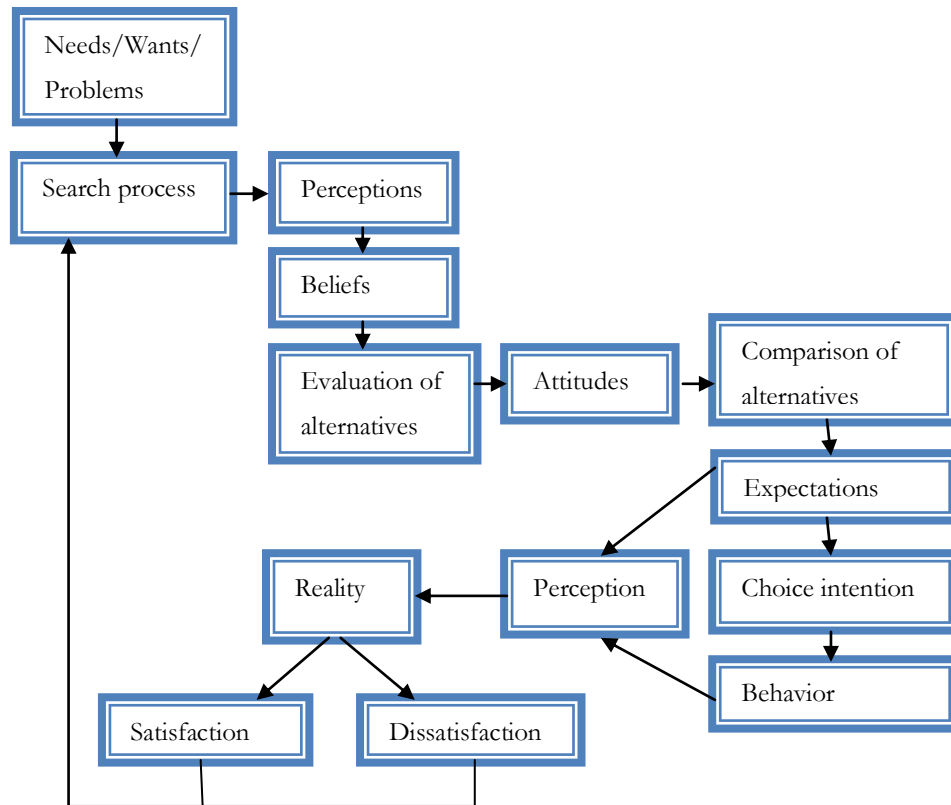 Needs/Wants/
Problems
Search process
Perceptions
Beliefs
Evaluation of
alternatives
Attitudes
Comparison of
alternatives
Expectations
Choice intention
Behavior
Perception
Reality
Satisfaction
Dissatisfaction